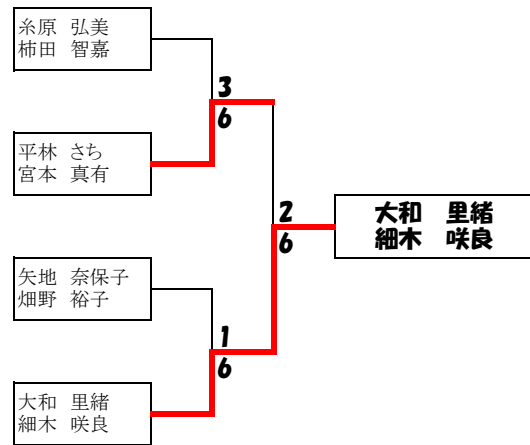 糸原 弘美
柿田 智嘉
3
6
平林 さち
宮本 真有
2
6
大和 里緒
細木 咲良
矢地 奈保子
畑野 裕子
1
6
大和 里緒
細木 咲良